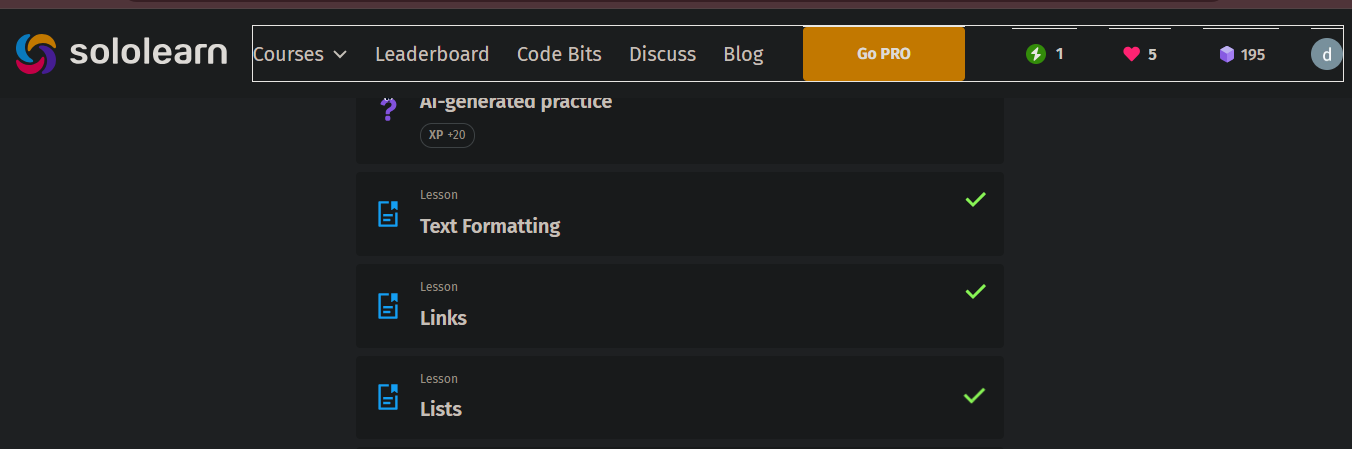 sololearn Courses Leaderboard Code Bits Discuss Blog Go PRO 1 5 195 d
AI-generated practice
XP +20
Lesson
Text Formatting
Lesson
Links
Lesson
Lists